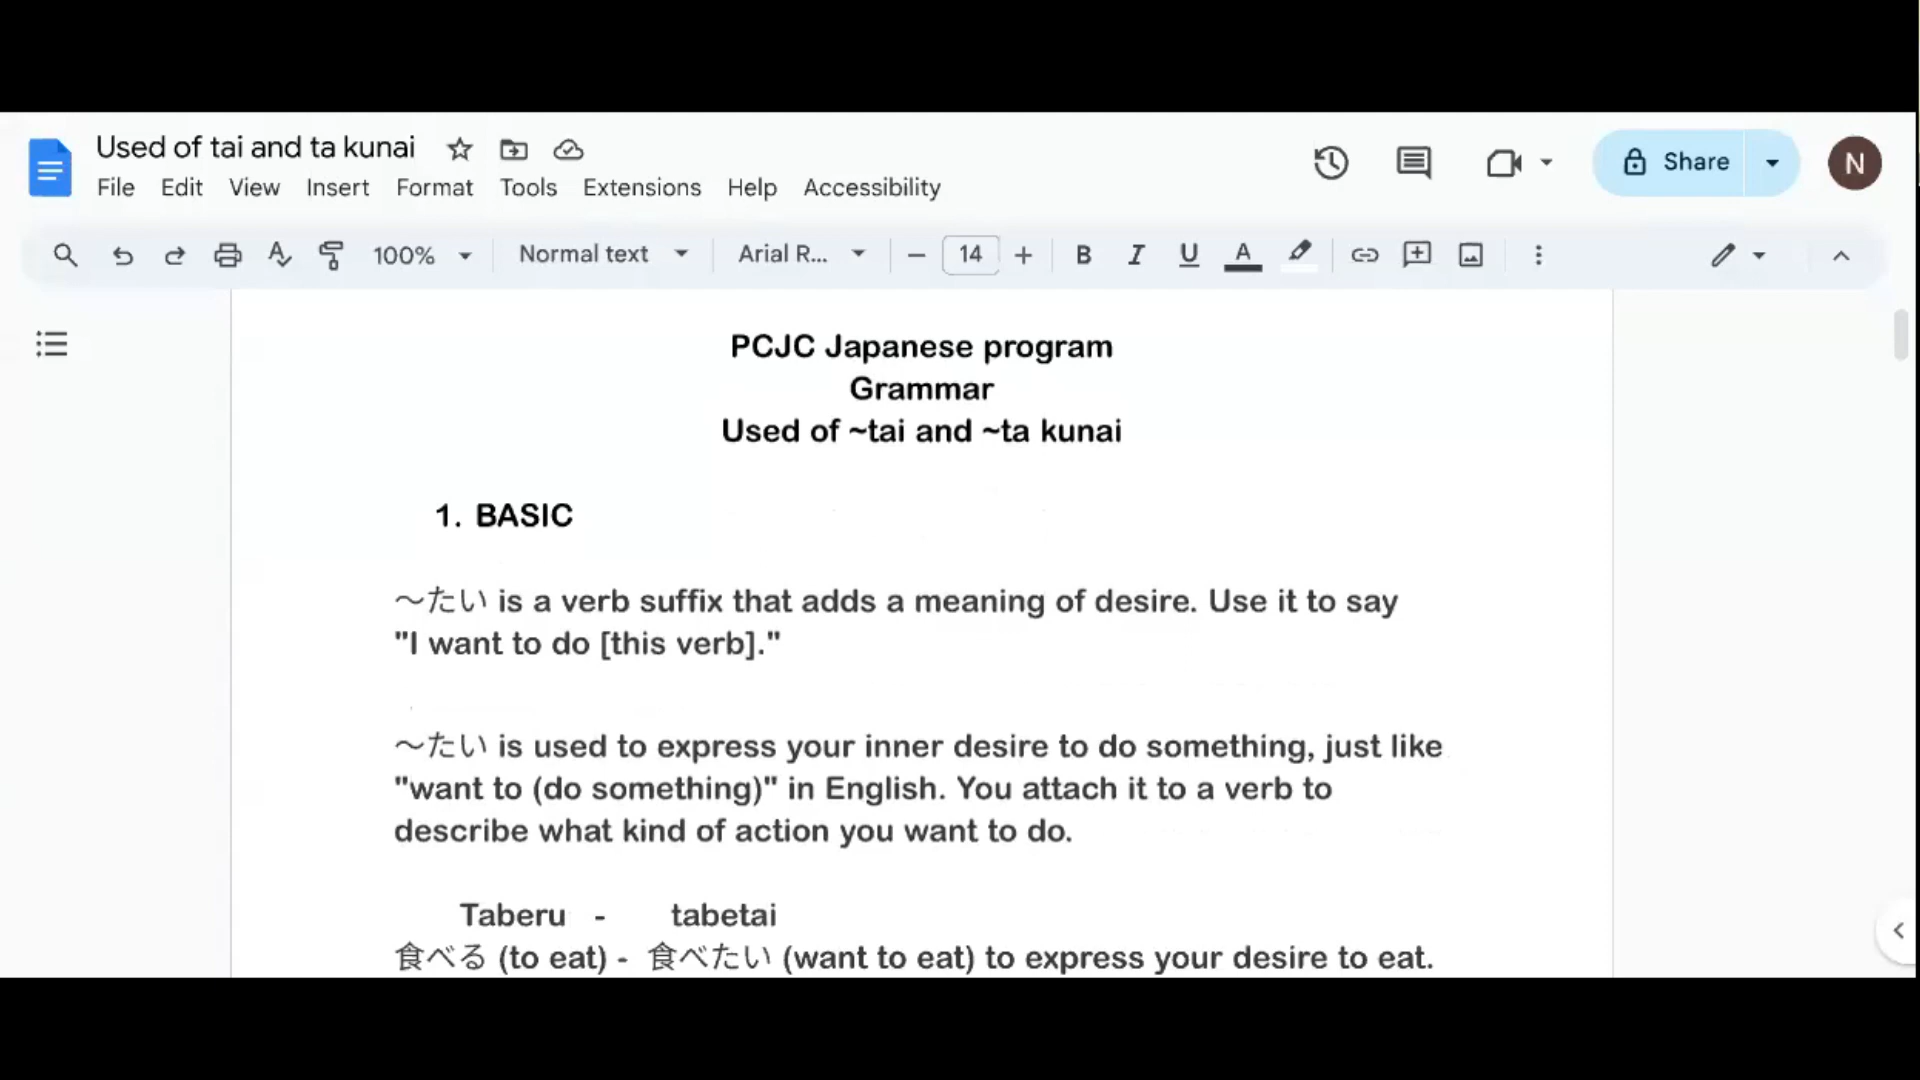 Used of tai and ta kunai
File Edit View Insert Format Tools Extensions Help Accessibility
Share
N
100%
Normal text
Arial R...
14
B I U A
PCJC Japanese program
Grammar
Used of ~tai and ~ta kunai
1. BASIC
〜たい is a verb suffix that adds a meaning of desire. Use it to say
"I want to do [this verb]."
〜たい is used to express your inner desire to do something, just like
"want to (do something)" in English. You attach it to a verb to
describe what kind of action you want to do.
Taberu - tabetai
食べる (to eat) - 食べたい (want to eat) to express your desire to eat.